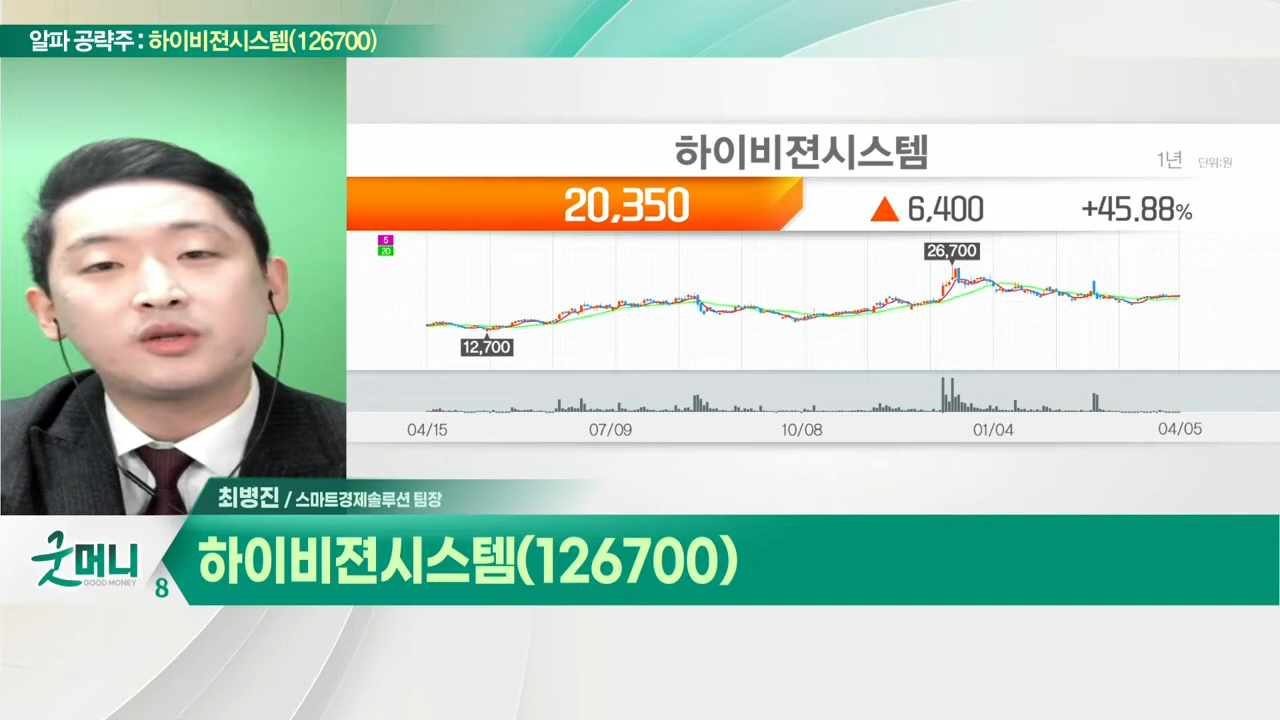 알파 공략주 : 하이비젼시스템(126700)
하이비젼시스템
1년 단위:원
20,350 ▲ 6,400 +45.88%
5
20
26,700
12,700
04/15 07/09 10/08 01/04 04/05
최병진 / 스마트경제솔루션 팀장
굿머니
GOOD MONEY
8
하이비젼시스템(126700)